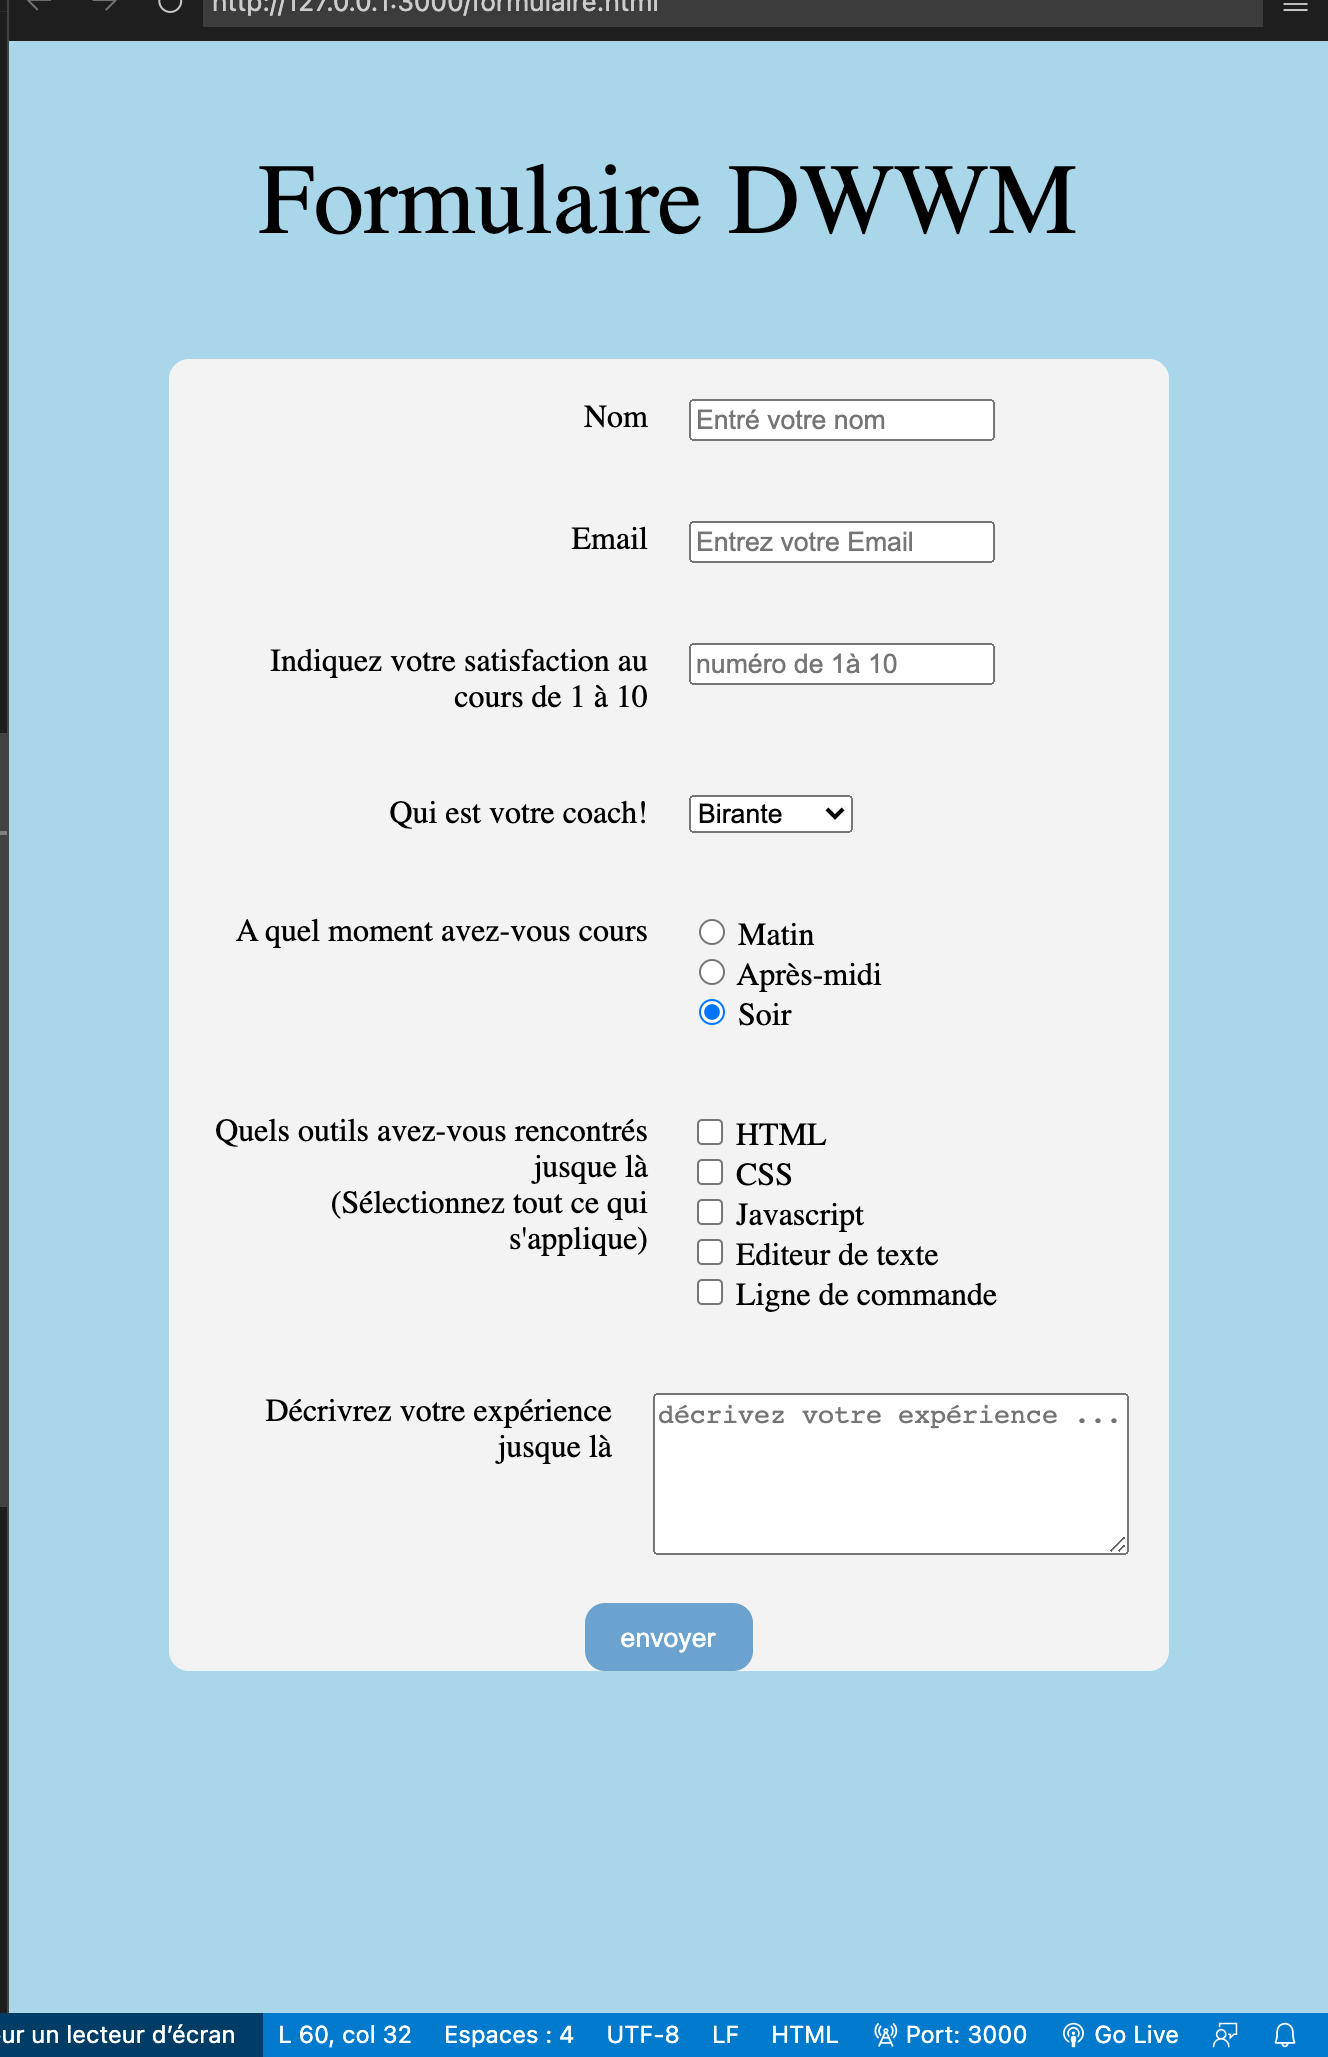 http://127.0.0.1:3000/formulaire.html
Formulaire DWWM
Nom
Entré votre nom
Email
Entrez votre Email
Indiquez votre satisfaction au
cours de 1 à 10
numéro de 1à 10
Qui est votre coach!
Birante
A quel moment avez-vous cours
Matin
Après-midi
Soir
Quels outils avez-vous rencontrés
jusque là
(Sélectionnez tout ce qui
s'applique)
HTML
CSS
Javascript
Editeur de texte
Ligne de commande
Décrivrez votre expérience
jusque là
décrivez votre expérience ...
envoyer
ur un lecteur d’écran L 60, col 32 Espaces : 4 UTF-8 LF HTML Port: 3000 Go Live